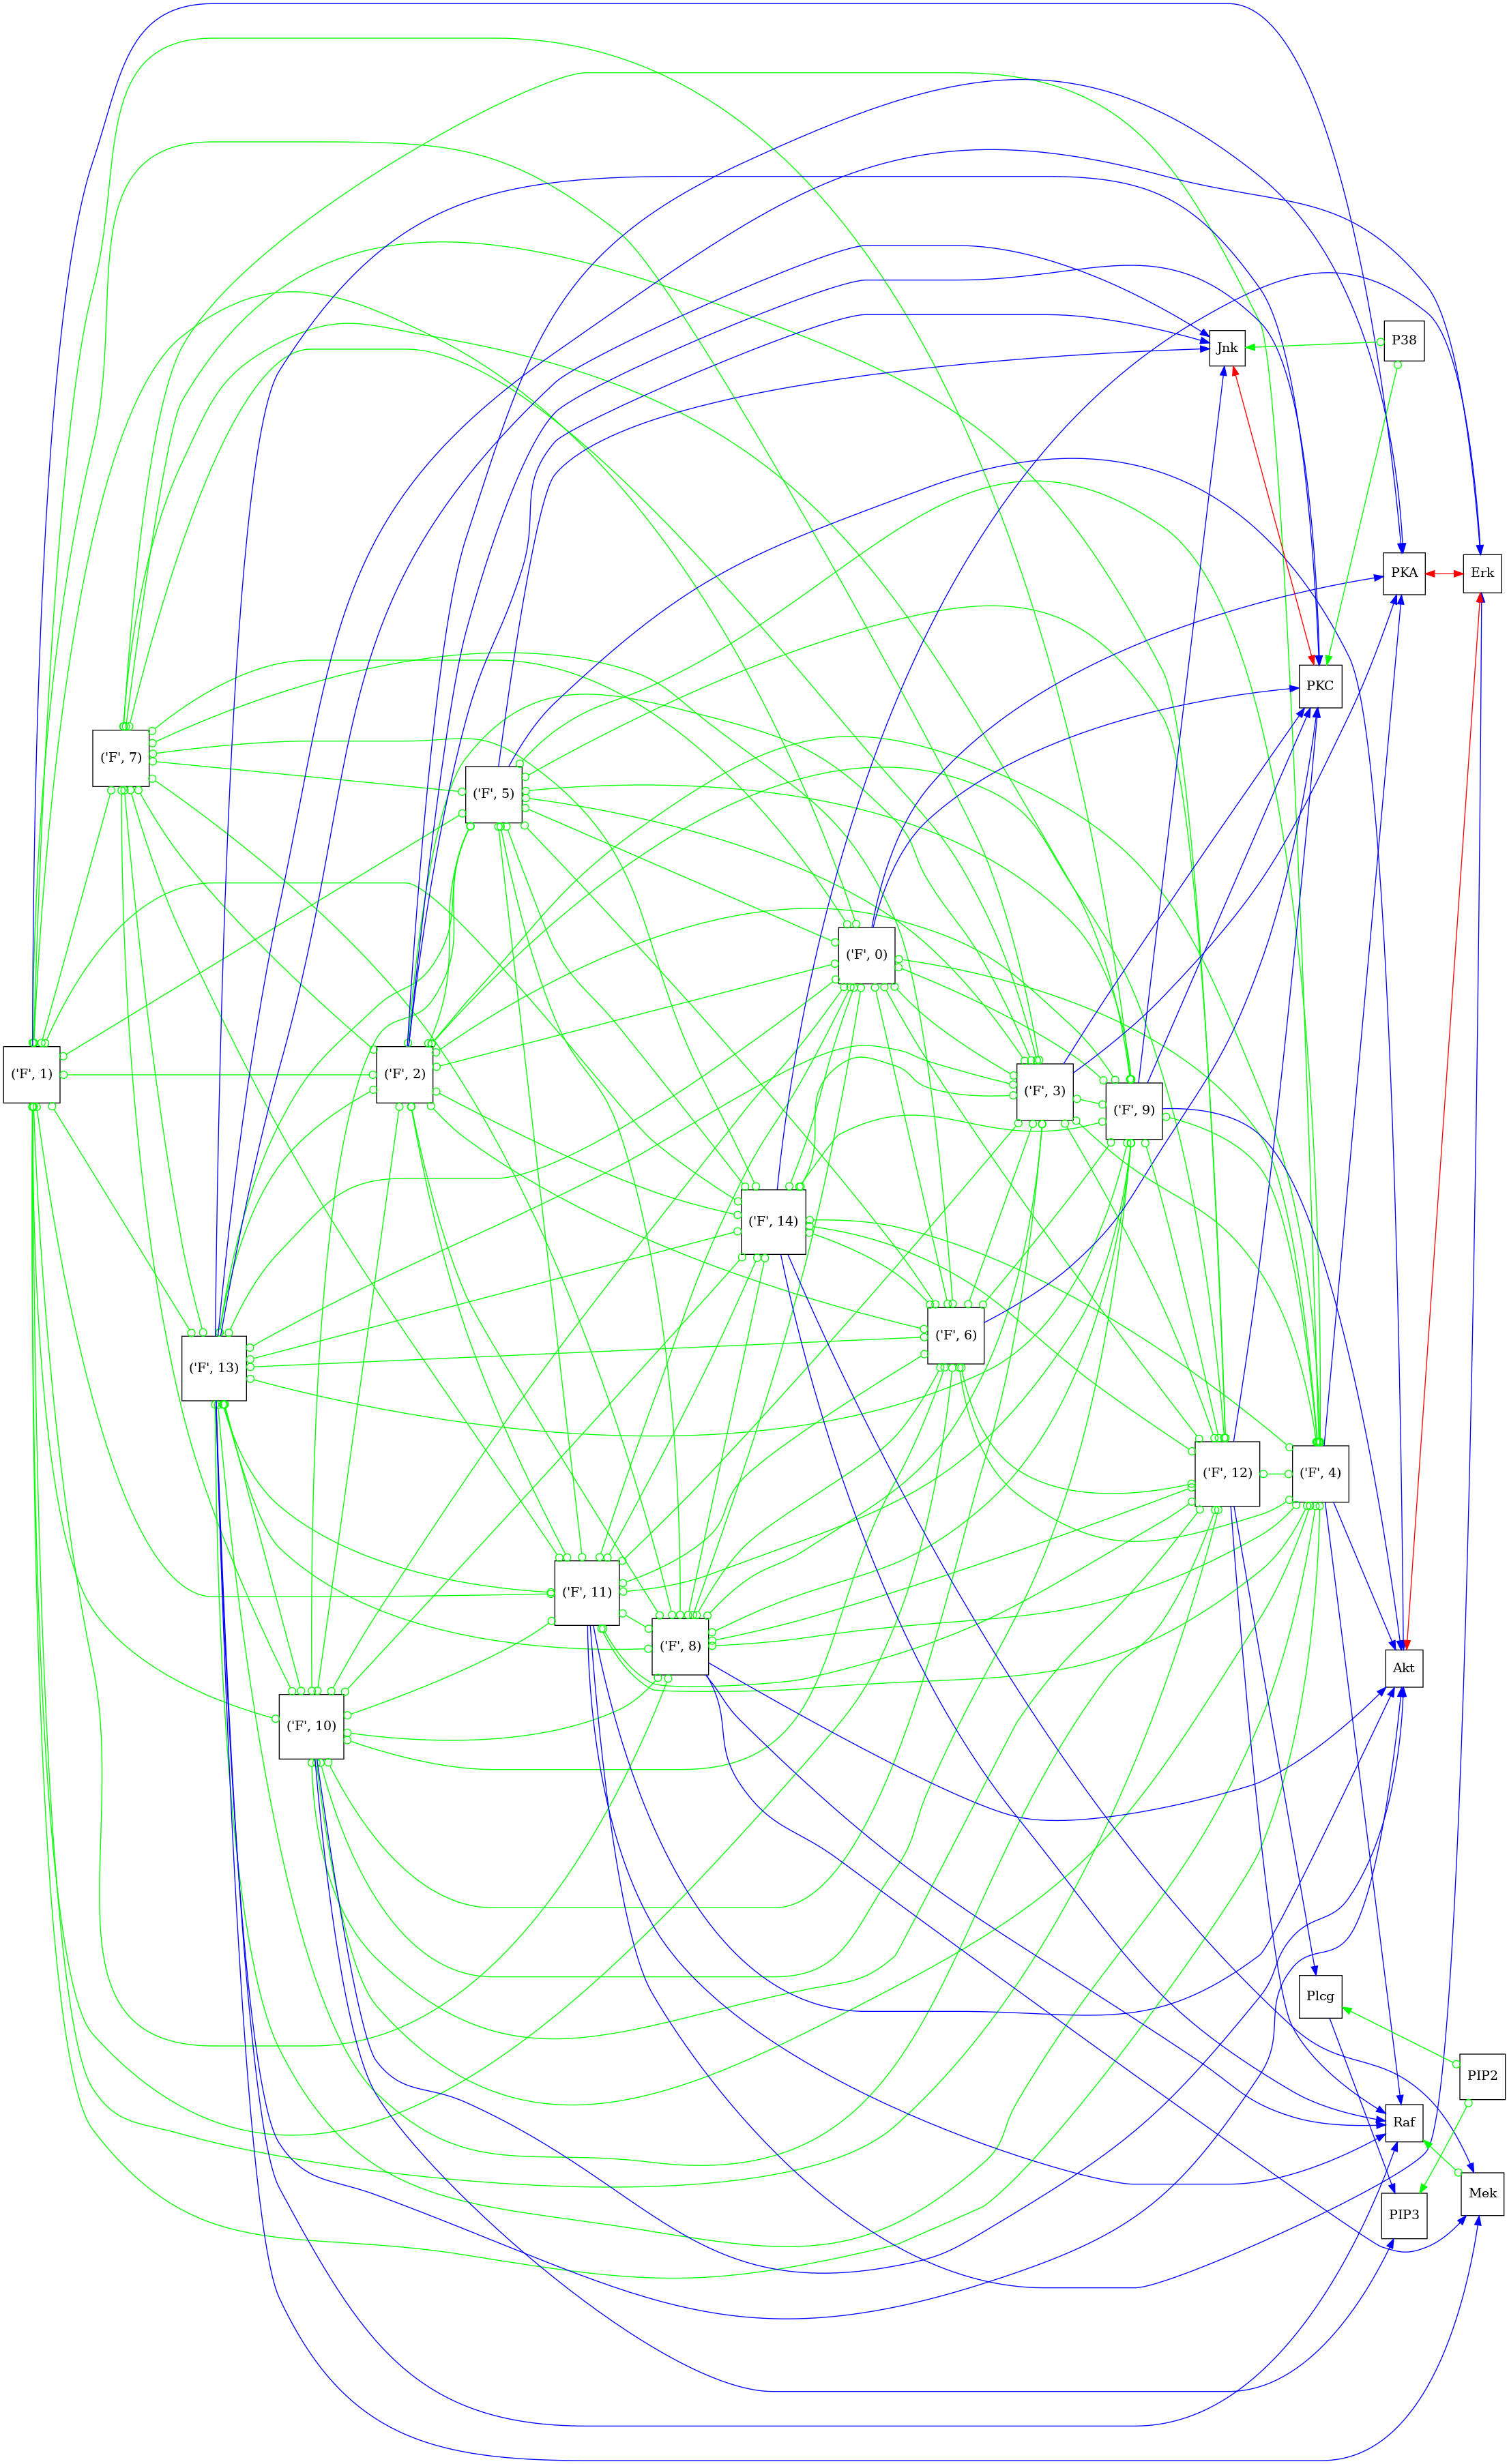 P38
Jnk
PKA
Erk
PKC
('F', 7)
('F', 5)
('F', 0)
('F', 1)
('F', 2)
('F', 3)
('F', 9)
('F', 14)
('F', 6)
('F', 13)
('F', 12)
('F', 4)
('F', 11)
('F', 8)
Akt
('F', 10)
Plcg
PIP2
Raf
Mek
PIP3